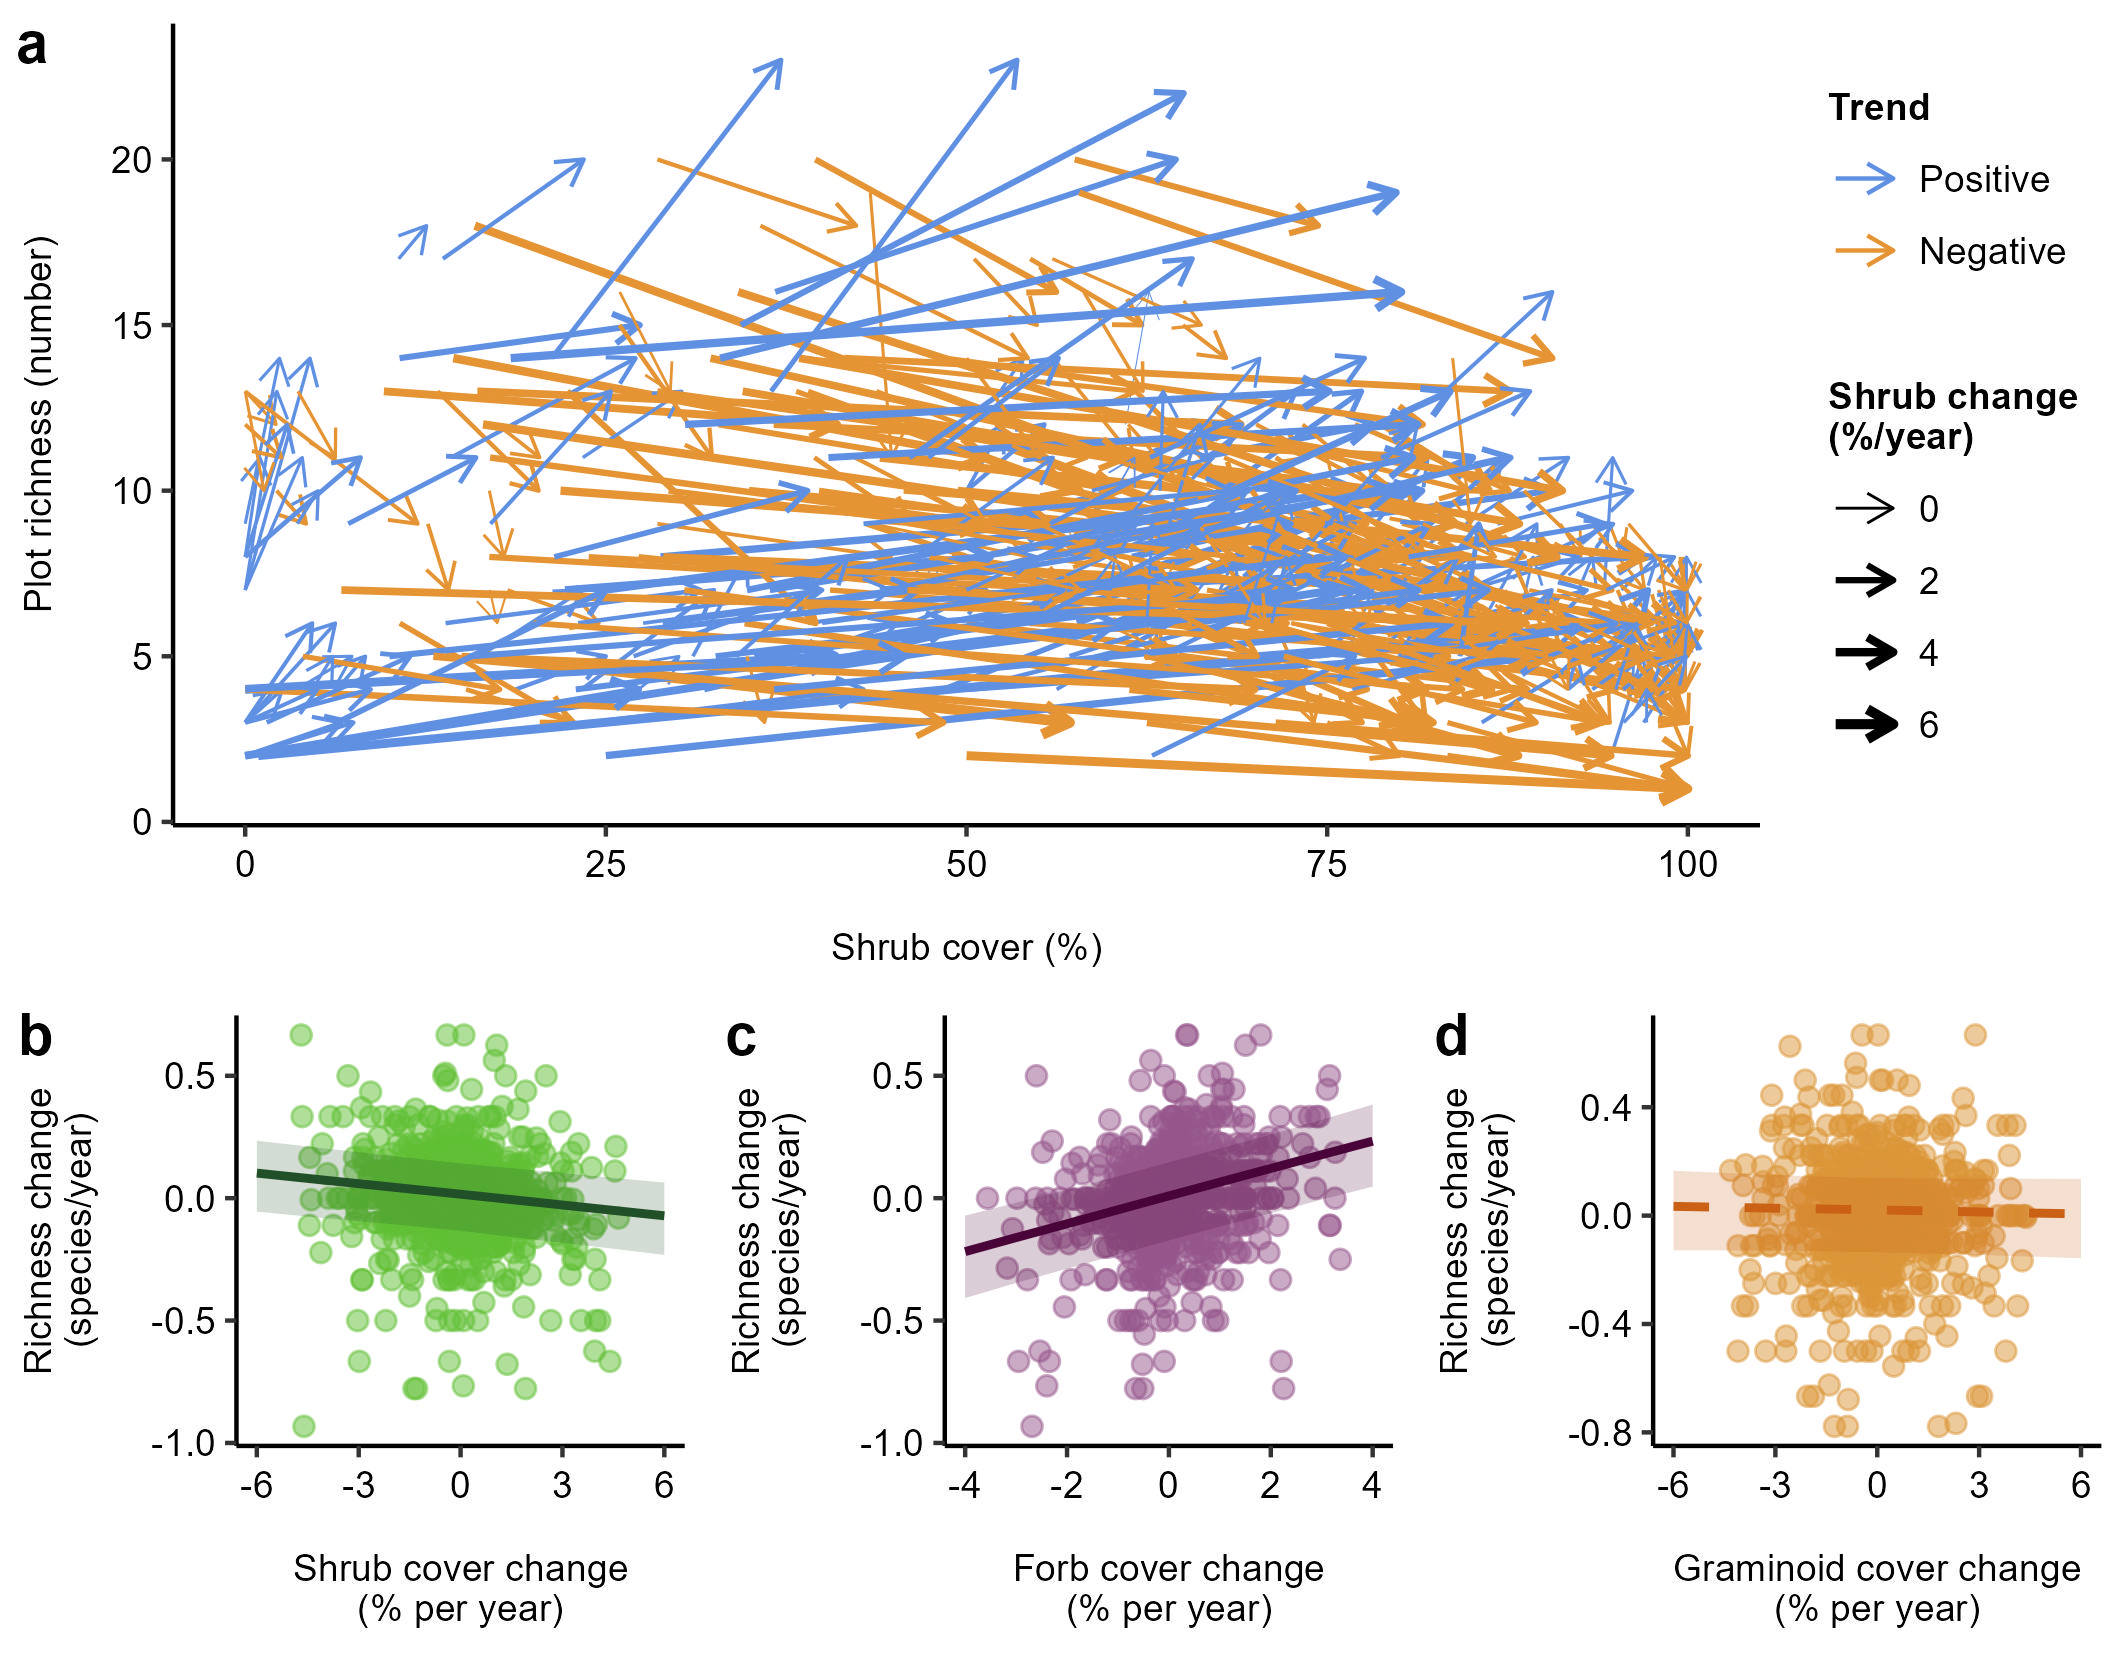 a
Plot richness (number)
20
15
10
5
0
0 25 50 75 100
Shrub cover (%)
Trend
Positive
Negative
Shrub change
(%/year)
0
2
4
6
b
Richness change
(species/year)
0.5
0.0
-0.5
-1.0
-6 -3 0 3 6
Shrub cover change
(% per year)
c
Richness change
(species/year)
0.5
0.0
-0.5
-1.0
-4 -2 0 2 4
Forb cover change
(% per year)
d
Richness change
(species/year)
0.4
0.0
-0.4
-0.8
-6 -3 0 3 6
Graminoid cover change
(% per year)